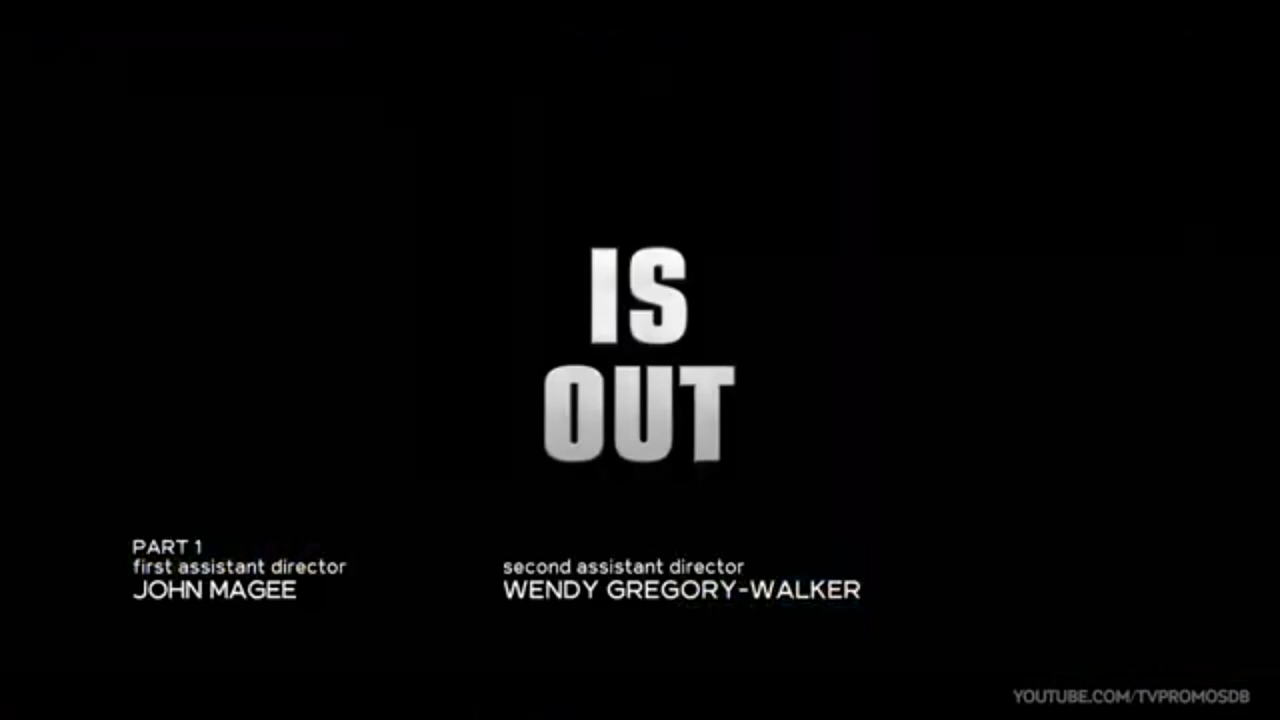 IS
OUT
PART 1
first assistant director
JOHN MAGEE
second assistant director
WENDY GREGORY-WALKER
YOUTUBE.COM/TVPROMOSDB